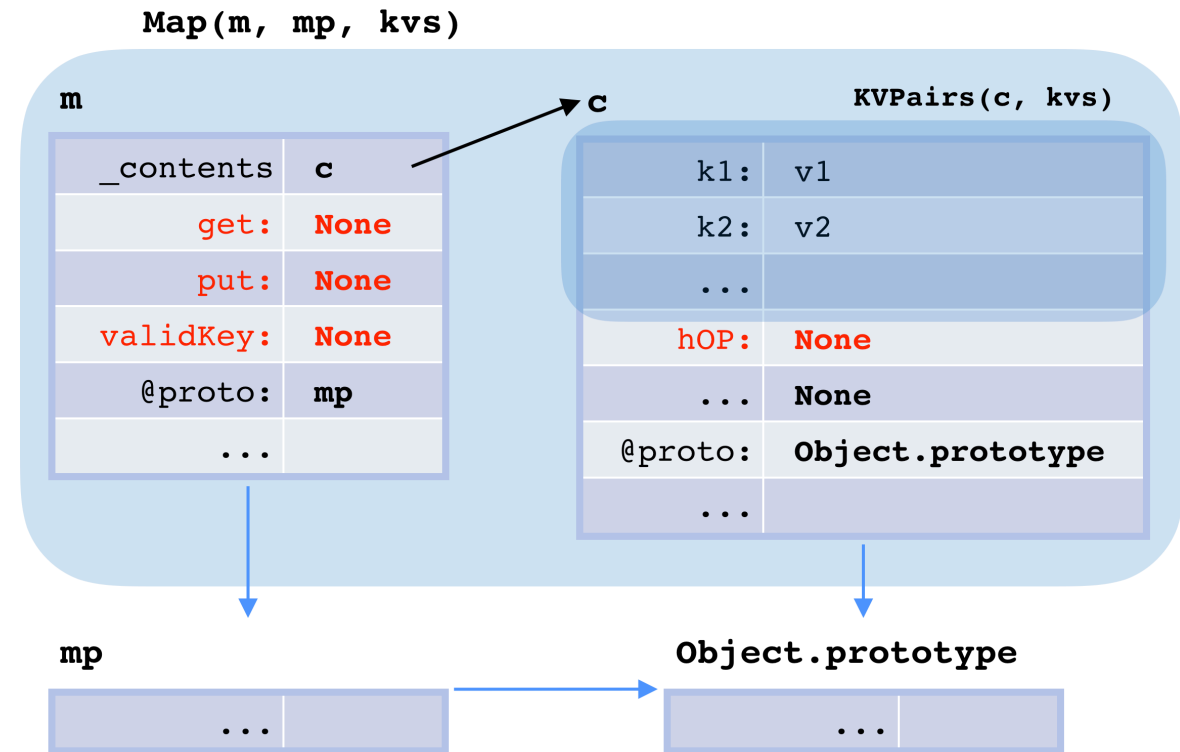 Map(m, mp, kvs)
m
_contents c
get: None
put: None
validKey: None
@proto: mp
...
c
KVPairs(c, kvs)
k1: v1
k2: v2
...
hOP: None
... None
@proto: Object.prototype
...
mp
...
Object.prototype
...